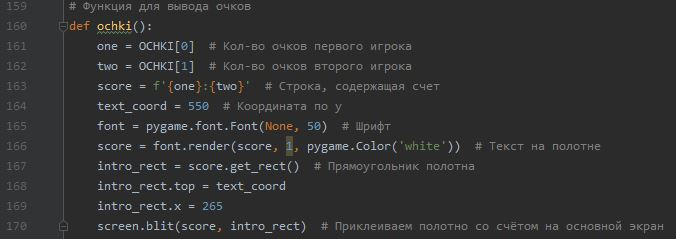 159 # Функция для вывода очков
160 def ochki():
161 one = OCHKI[0] # Кол-во очков первого игрока
162 two = OCHKI[1] # Кол-во очков второго игрока
163 score = f'{one}:{two}' # Строка, содержащая счет
164 text_coord = 550 # Координата по y
165 font = pygame.font.Font(None, 50) # Шрифт
166 score = font.render(score, 1, pygame.Color('white')) # Текст на полотне
167 intro_rect = score.get_rect() # Прямоугольник полотна
168 intro_rect.top = text_coord
169 intro_rect.x = 265
170 screen.blit(score, intro_rect) # Приклеиваем полотно со счётом на основной экран